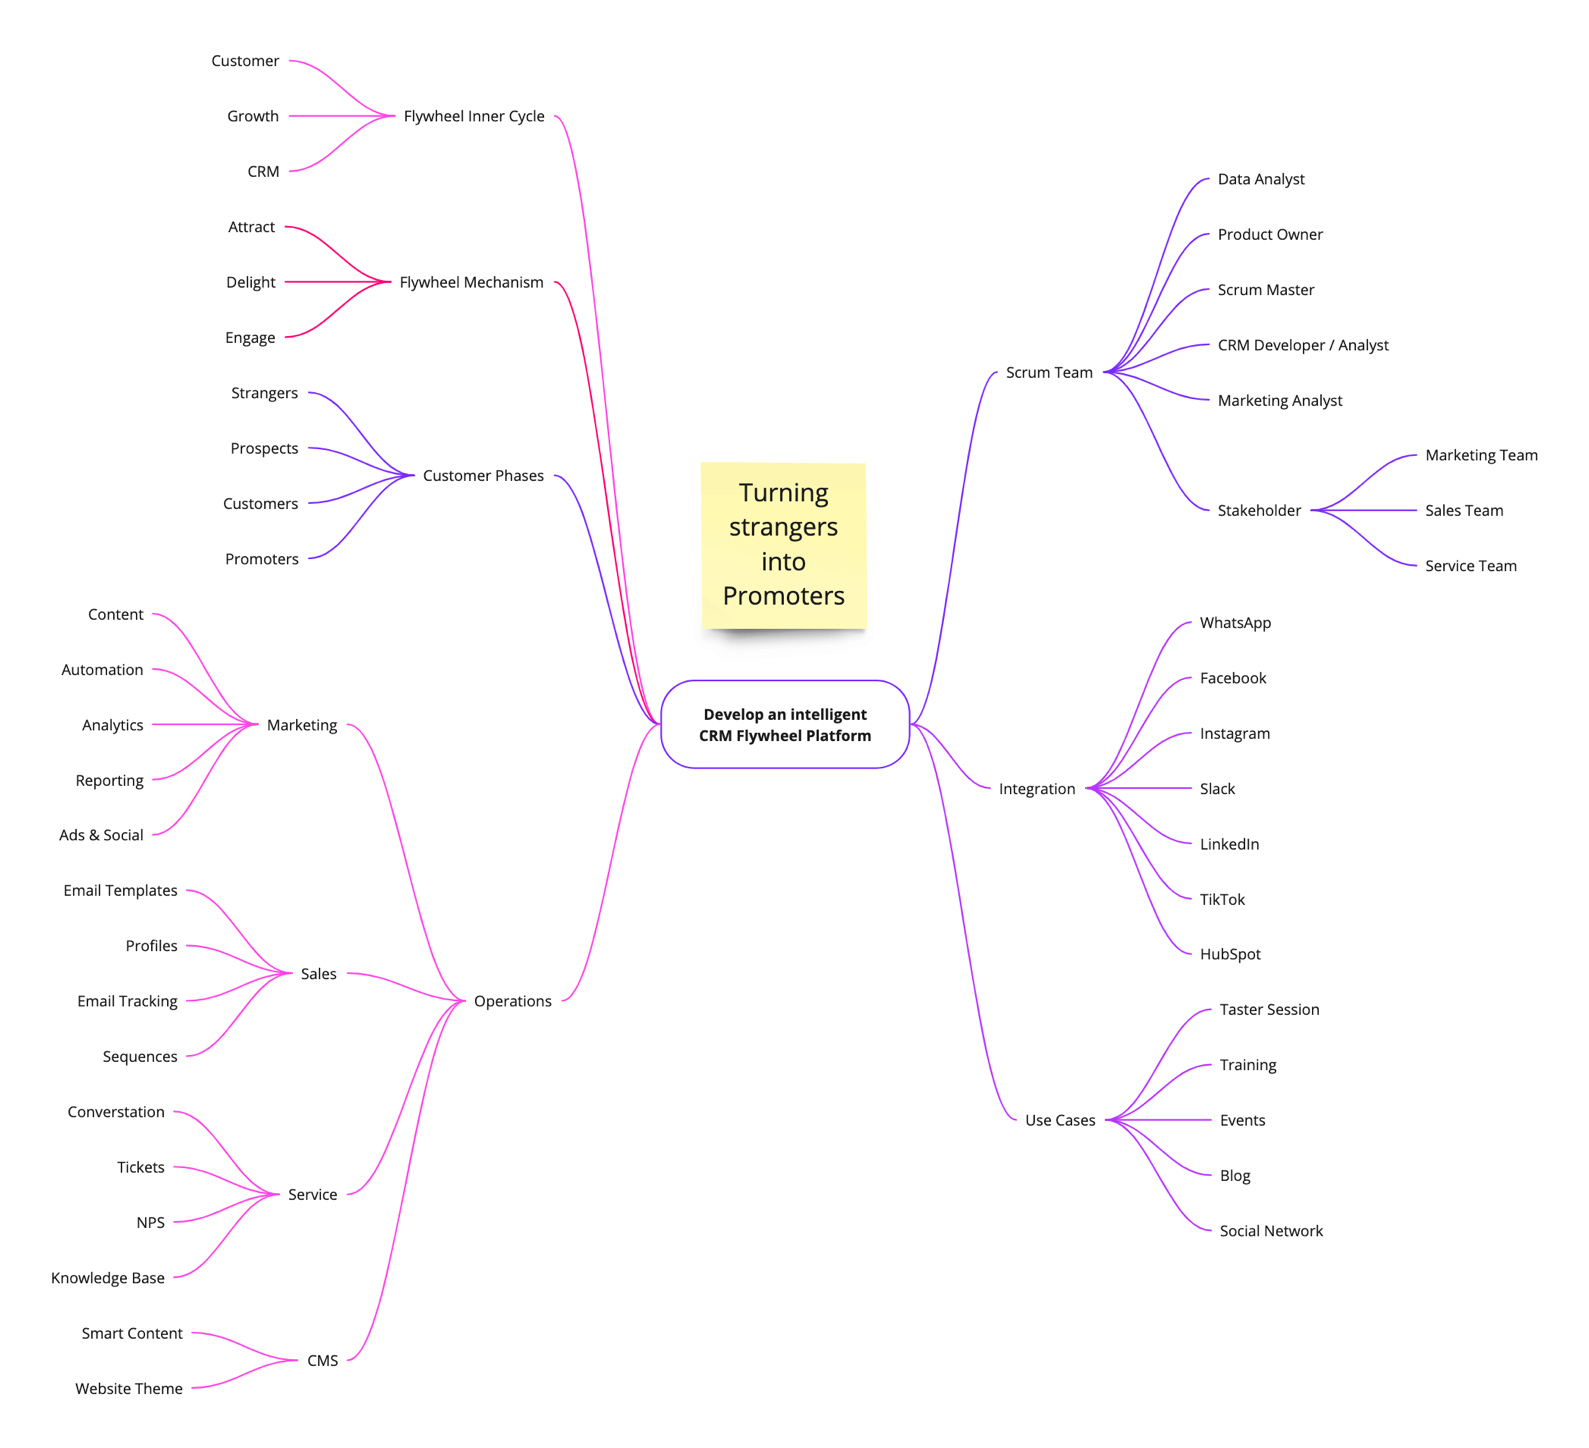 Customer
Growth
CRM
Flywheel Inner Cycle
Attract
Delight
Engage
Flywheel Mechanism
Strangers
Prospects
Customers
Promoters
Customer Phases
Content
Automation
Analytics
Reporting
Ads & Social
Marketing
Email Templates
Profiles
Email Tracking
Sequences
Sales
Converstation
Tickets
NPS
Knowledge Base
Service
Smart Content
Website Theme
CMS
Operations
Turning
strangers
into
Promoters
Develop an intelligent
CRM Flywheel Platform
Scrum Team
Data Analyst
Product Owner
Scrum Master
CRM Developer / Analyst
Marketing Analyst
Stakeholder
Marketing Team
Sales Team
Service Team
Integration
WhatsApp
Facebook
Instagram
Slack
LinkedIn
TikTok
HubSpot
Use Cases
Taster Session
Training
Events
Blog
Social Network